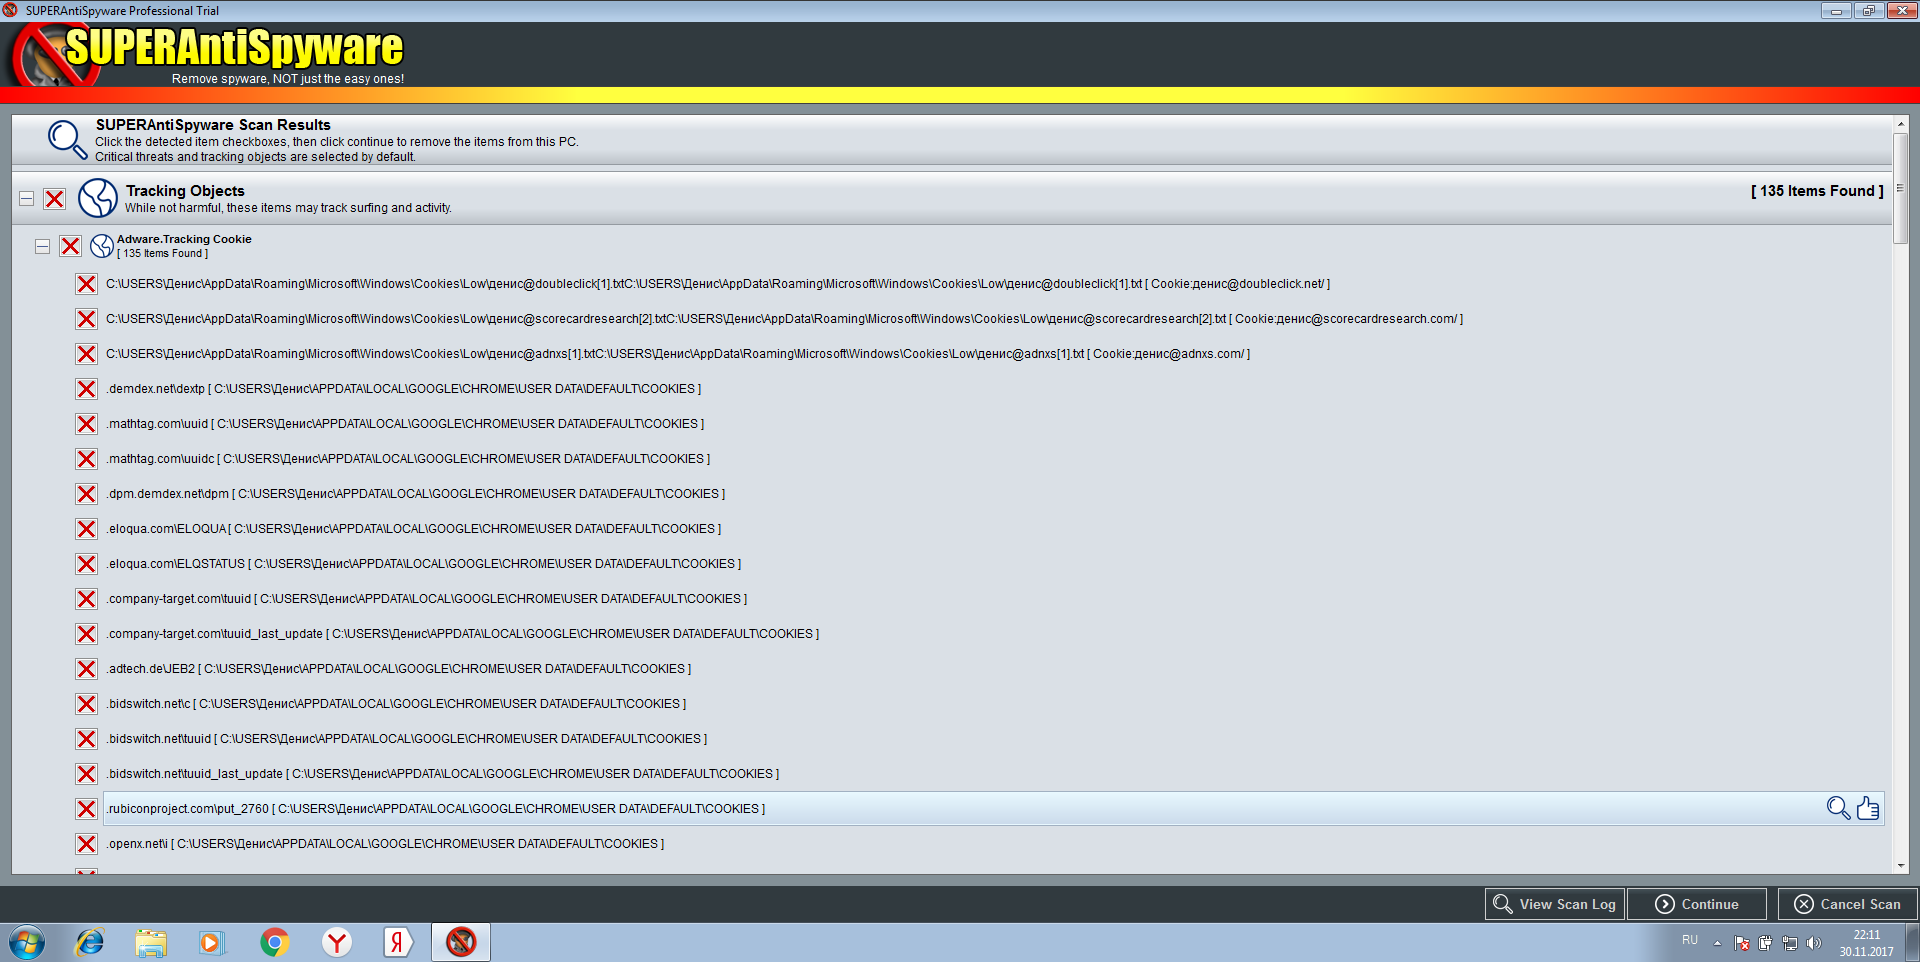 SUPERAntiSpyware Professional Trial
SUPERAntiSpyware
Remove spyware, NOT just the easy ones!
SUPERAntiSpyware Scan Results
Click the detected item checkboxes, then click continue to remove the items from this PC.
Critical threats and tracking objects are selected by default.
Tracking Objects
[ 135 Items Found ]
While not harmful, these items may track surfing and activity.
Adware.Tracking Cookie
[ 135 Items Found ]
C:\USERS\Денис\AppData\Roaming\Microsoft\Windows\Cookies\Low\денис@doubleclick[1].txtC:\USERS\Денис\AppData\Roaming\Microsoft\Windows\Cookies\Low\денис@doubleclick[1].txt [ Cookie:денис@doubleclick.net/ ]
C:\USERS\Денис\AppData\Roaming\Microsoft\Windows\Cookies\Low\денис@scorecardresearch[2].txtC:\USERS\Денис\AppData\Roaming\Microsoft\Windows\Cookies\Low\денис@scorecardresearch[2].txt [ Cookie:денис@scorecardresearch.com/ ]
C:\USERS\Денис\AppData\Roaming\Microsoft\Windows\Cookies\Low\денис@adnxs[1].txtC:\USERS\Денис\AppData\Roaming\Microsoft\Windows\Cookies\Low\денис@adnxs[1].txt [ Cookie:денис@adnxs.com/ ]
.demdex.net\dextp [ C:\USERS\Денис\APPDATA\LOCAL\GOOGLE\CHROME\USER DATA\DEFAULT\COOKIES ]
.mathtag.com\uuid [ C:\USERS\Денис\APPDATA\LOCAL\GOOGLE\CHROME\USER DATA\DEFAULT\COOKIES ]
.mathtag.com\uuidc [ C:\USERS\Денис\APPDATA\LOCAL\GOOGLE\CHROME\USER DATA\DEFAULT\COOKIES ]
.dpm.demdex.net\dpm [ C:\USERS\Денис\APPDATA\LOCAL\GOOGLE\CHROME\USER DATA\DEFAULT\COOKIES ]
.eloqua.com\ELOQUA [ C:\USERS\Денис\APPDATA\LOCAL\GOOGLE\CHROME\USER DATA\DEFAULT\COOKIES ]
.eloqua.com\ELQSTATUS [ C:\USERS\Денис\APPDATA\LOCAL\GOOGLE\CHROME\USER DATA\DEFAULT\COOKIES ]
.company-target.com\tuuid [ C:\USERS\Денис\APPDATA\LOCAL\GOOGLE\CHROME\USER DATA\DEFAULT\COOKIES ]
.company-target.com\tuuid_last_update [ C:\USERS\Денис\APPDATA\LOCAL\GOOGLE\CHROME\USER DATA\DEFAULT\COOKIES ]
.adtech.de\JEB2 [ C:\USERS\Денис\APPDATA\LOCAL\GOOGLE\CHROME\USER DATA\DEFAULT\COOKIES ]
.bidswitch.net\c [ C:\USERS\Денис\APPDATA\LOCAL\GOOGLE\CHROME\USER DATA\DEFAULT\COOKIES ]
.bidswitch.net\tuuid [ C:\USERS\Денис\APPDATA\LOCAL\GOOGLE\CHROME\USER DATA\DEFAULT\COOKIES ]
.bidswitch.net\tuuid_last_update [ C:\USERS\Денис\APPDATA\LOCAL\GOOGLE\CHROME\USER DATA\DEFAULT\COOKIES ]
.rubiconproject.com\put_2760 [ C:\USERS\Денис\APPDATA\LOCAL\GOOGLE\CHROME\USER DATA\DEFAULT\COOKIES ]
.openx.net\i [ C:\USERS\Денис\APPDATA\LOCAL\GOOGLE\CHROME\USER DATA\DEFAULT\COOKIES ]
View Scan Log
Continue
Cancel Scan
RU
22:11
30.11.2017